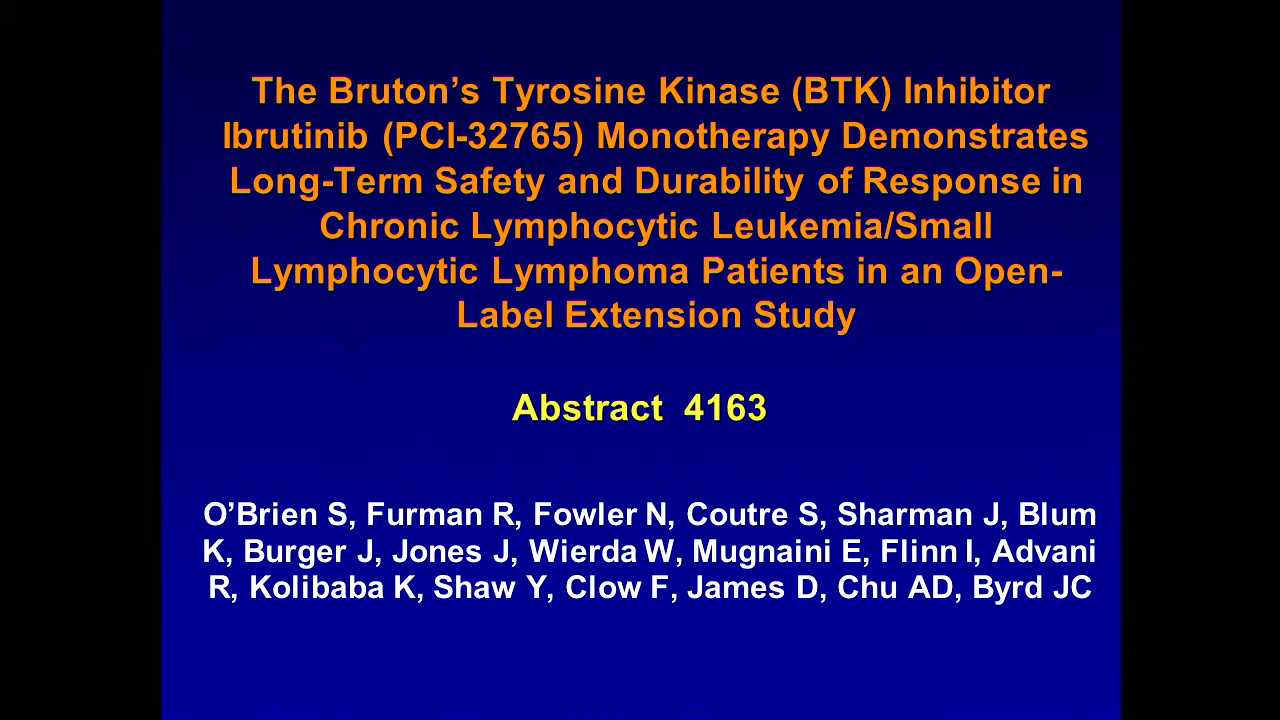 The Bruton’s Tyrosine Kinase (BTK) Inhibitor
Ibrutinib (PCI-32765) Monotherapy Demonstrates
Long-Term Safety and Durability of Response in
Chronic Lymphocytic Leukemia/Small
Lymphocytic Lymphoma Patients in an Open-
Label Extension Study
Abstract 4163
O’Brien S, Furman R, Fowler N, Coutre S, Sharman J, Blum
K, Burger J, Jones J, Wierda W, Mugnaini E, Flinn I, Advani
R, Kolibaba K, Shaw Y, Clow F, James D, Chu AD, Byrd JC